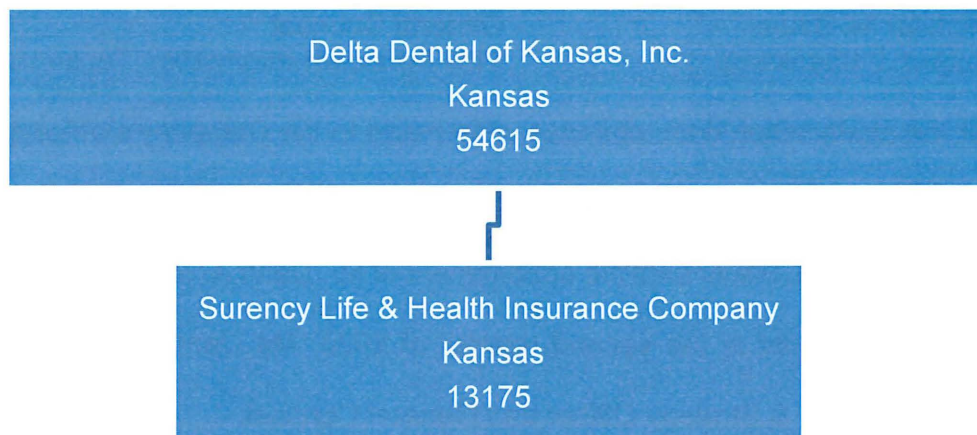 Delta Dental of Kansas, Inc.
Kansas
54615
Surency Life & Health Insurance Company
Kansas
13175